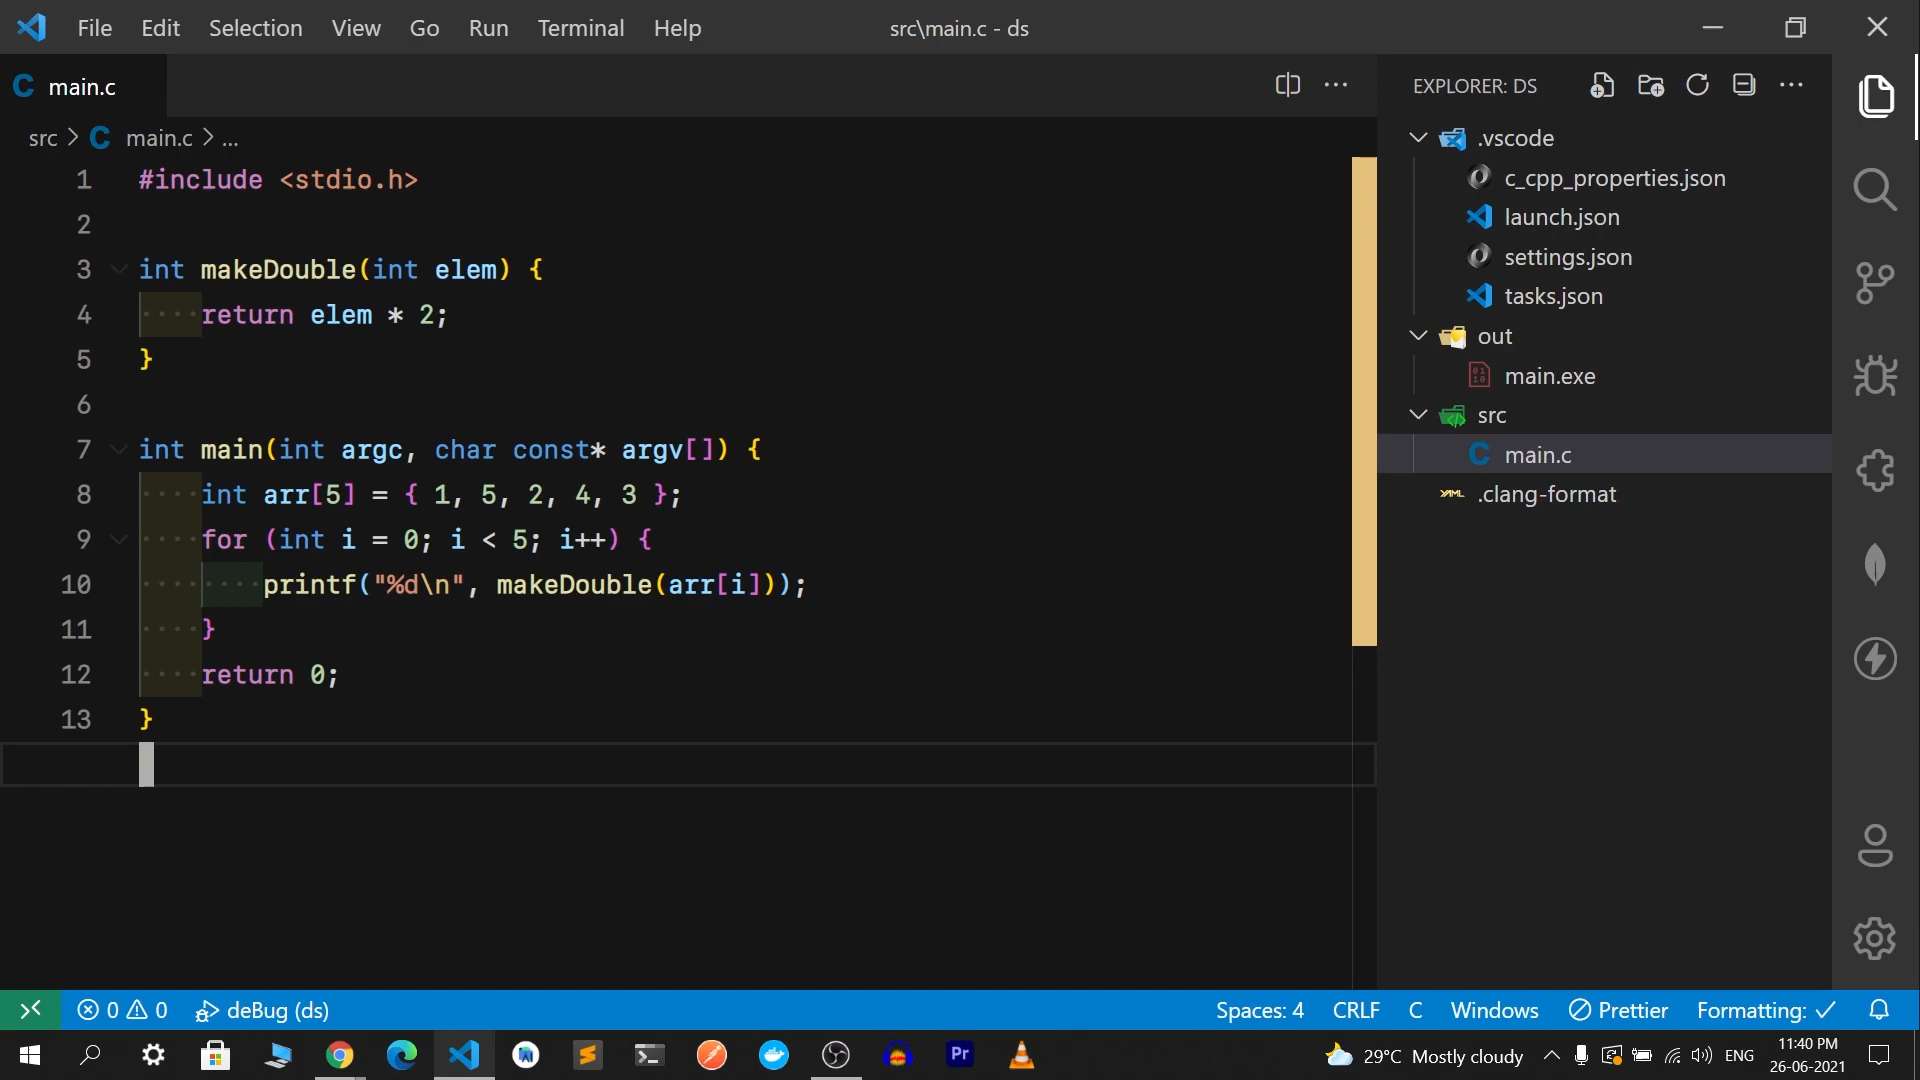 File Edit Selection View Go Run Terminal Help src\main.c - ds
main.c
src > main.c > ...
1 #include <stdio.h>
2
3 int makeDouble(int elem) {
4 ····return elem * 2;
5 }
6
7 int main(int argc, char const* argv[]) {
8 ····int arr[5] = { 1, 5, 2, 4, 3 };
9 ····for (int i = 0; i < 5; i++) {
10 ········printf("%d\n", makeDouble(arr[i]));
11 ····}
12 ····return 0;
13 }
EXPLORER: DS
.vscode
c_cpp_properties.json
launch.json
settings.json
tasks.json
out
main.exe
src
main.c
YAML .clang-format
0 0 deBug (ds) Spaces: 4 CRLF C Windows Prettier Formatting: ✓
Pr 29°C Mostly cloudy ENG 11:40 PM
26-06-2021